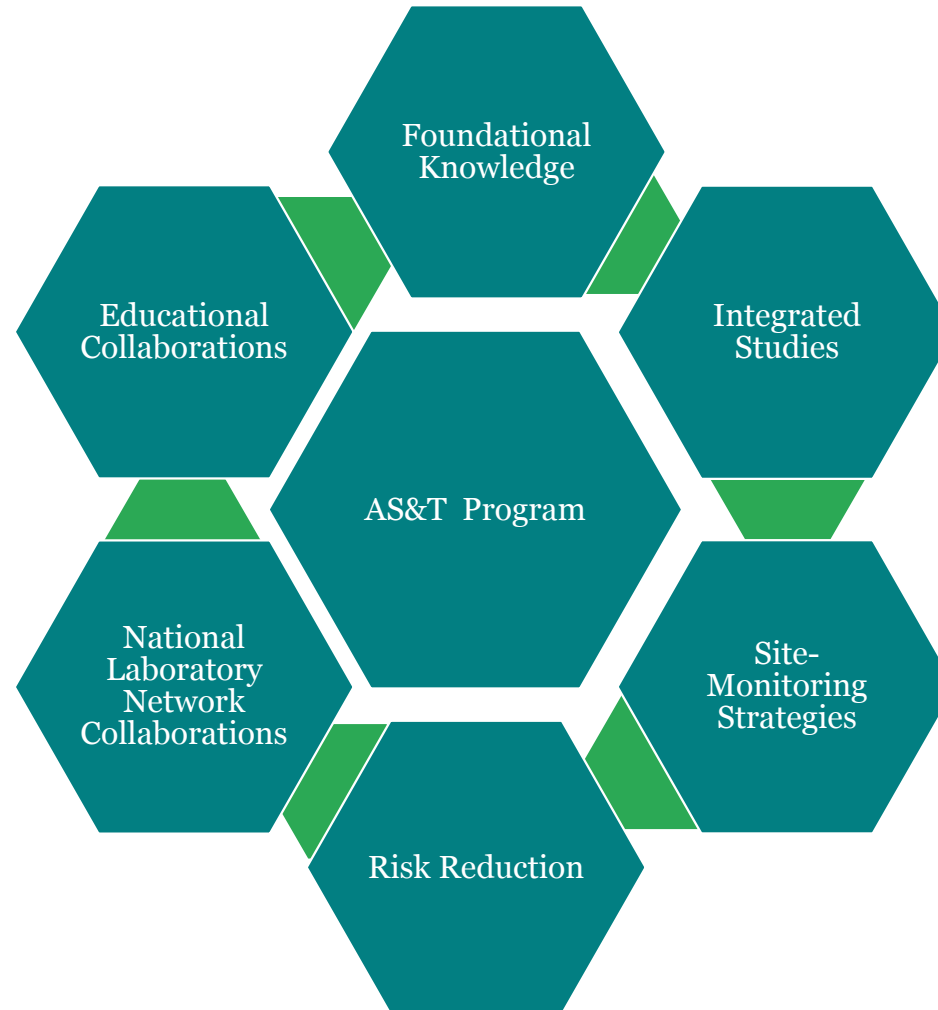 Foundational
Knowledge
Educational
Collaborations
Integrated
Studies
AS&T  Program
National
Laboratory
Network
Collaborations
Site-
Monitoring
Strategies
Risk Reduction